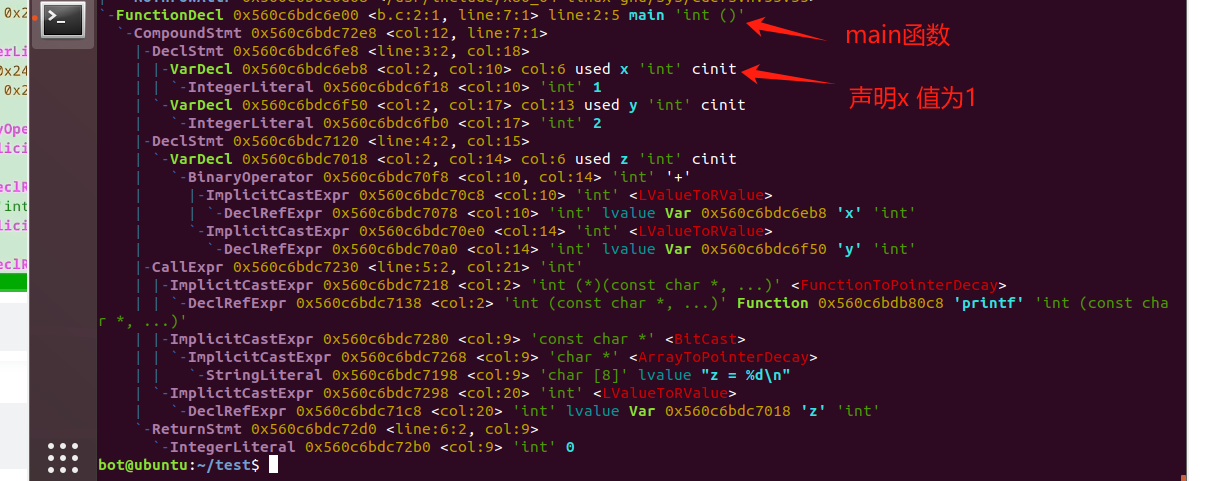 `-FunctionDecl 0x560c6bdc6e00 <b.c:2:1, line:7:1> line:2:5 main 'int ()'
main函数
`-CompoundStmt 0x560c6bdc72e8 <col:12, line:7:1>
|-DeclStmt 0x560c6bdc6fe8 <line:3:2, col:18>
| |-VarDecl 0x560c6bdc6eb8 <col:2, col:10> col:6 used x 'int' cinit
声明x 值为1
| | `-IntegerLiteral 0x560c6bdc6f18 <col:10> 'int' 1
| `-VarDecl 0x560c6bdc6f50 <col:2, col:17> col:13 used y 'int' cinit
|   `-IntegerLiteral 0x560c6bdc6fb0 <col:17> 'int' 2
|-DeclStmt 0x560c6bdc7120 <line:4:2, col:15>
| `-VarDecl 0x560c6bdc7018 <col:2, col:14> col:6 used z 'int' cinit
|   `-BinaryOperator 0x560c6bdc70f8 <col:10, col:14> 'int' '+'
|     |-ImplicitCastExpr 0x560c6bdc70c8 <col:10> 'int' <LValueToRValue>
|     | `-DeclRefExpr 0x560c6bdc7078 <col:10> 'int' lvalue Var 0x560c6bdc6eb8 'x' 'int'
|     `-ImplicitCastExpr 0x560c6bdc70e0 <col:14> 'int' <LValueToRValue>
|       `-DeclRefExpr 0x560c6bdc70a0 <col:14> 'int' lvalue Var 0x560c6bdc6f50 'y' 'int'
|-CallExpr 0x560c6bdc7230 <line:5:2, col:21> 'int'
| |-ImplicitCastExpr 0x560c6bdc7218 <col:2> 'int (*)(const char *, ...)' <FunctionToPointerDecay>
| | `-DeclRefExpr 0x560c6bdc7138 <col:2> 'int (const char *, ...)' Function 0x560c6bdb80c8 'printf' 'int (const cha
r *, ...)'
| |-ImplicitCastExpr 0x560c6bdc7280 <col:9> 'const char *' <BitCast>
| | `-ImplicitCastExpr 0x560c6bdc7268 <col:9> 'char *' <ArrayToPointerDecay>
| |   `-StringLiteral 0x560c6bdc7198 <col:9> 'char [8]' lvalue "z = %d\n"
| `-ImplicitCastExpr 0x560c6bdc7298 <col:20> 'int' <LValueToRValue>
|   `-DeclRefExpr 0x560c6bdc71c8 <col:20> 'int' lvalue Var 0x560c6bdc7018 'z' 'int'
`-ReturnStmt 0x560c6bdc72d0 <line:6:2, col:9>
`-IntegerLiteral 0x560c6bdc72b0 <col:9> 'int' 0
bot@ubuntu:~/test$